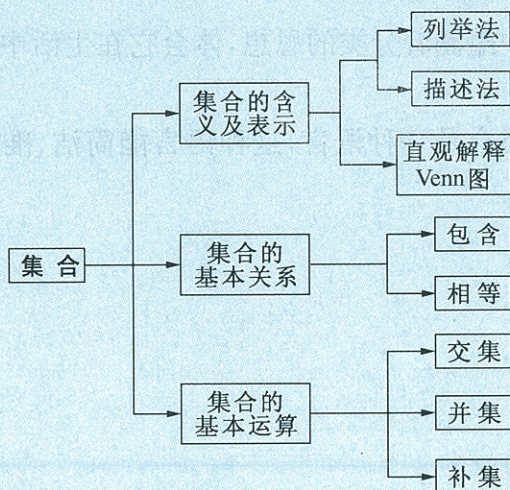 列举法
集合的含
义及表示
描述法
直观解释
Venn图
集合
集合的
基本关系
包含
相等
集合的
基本运算
交集
并集
补集